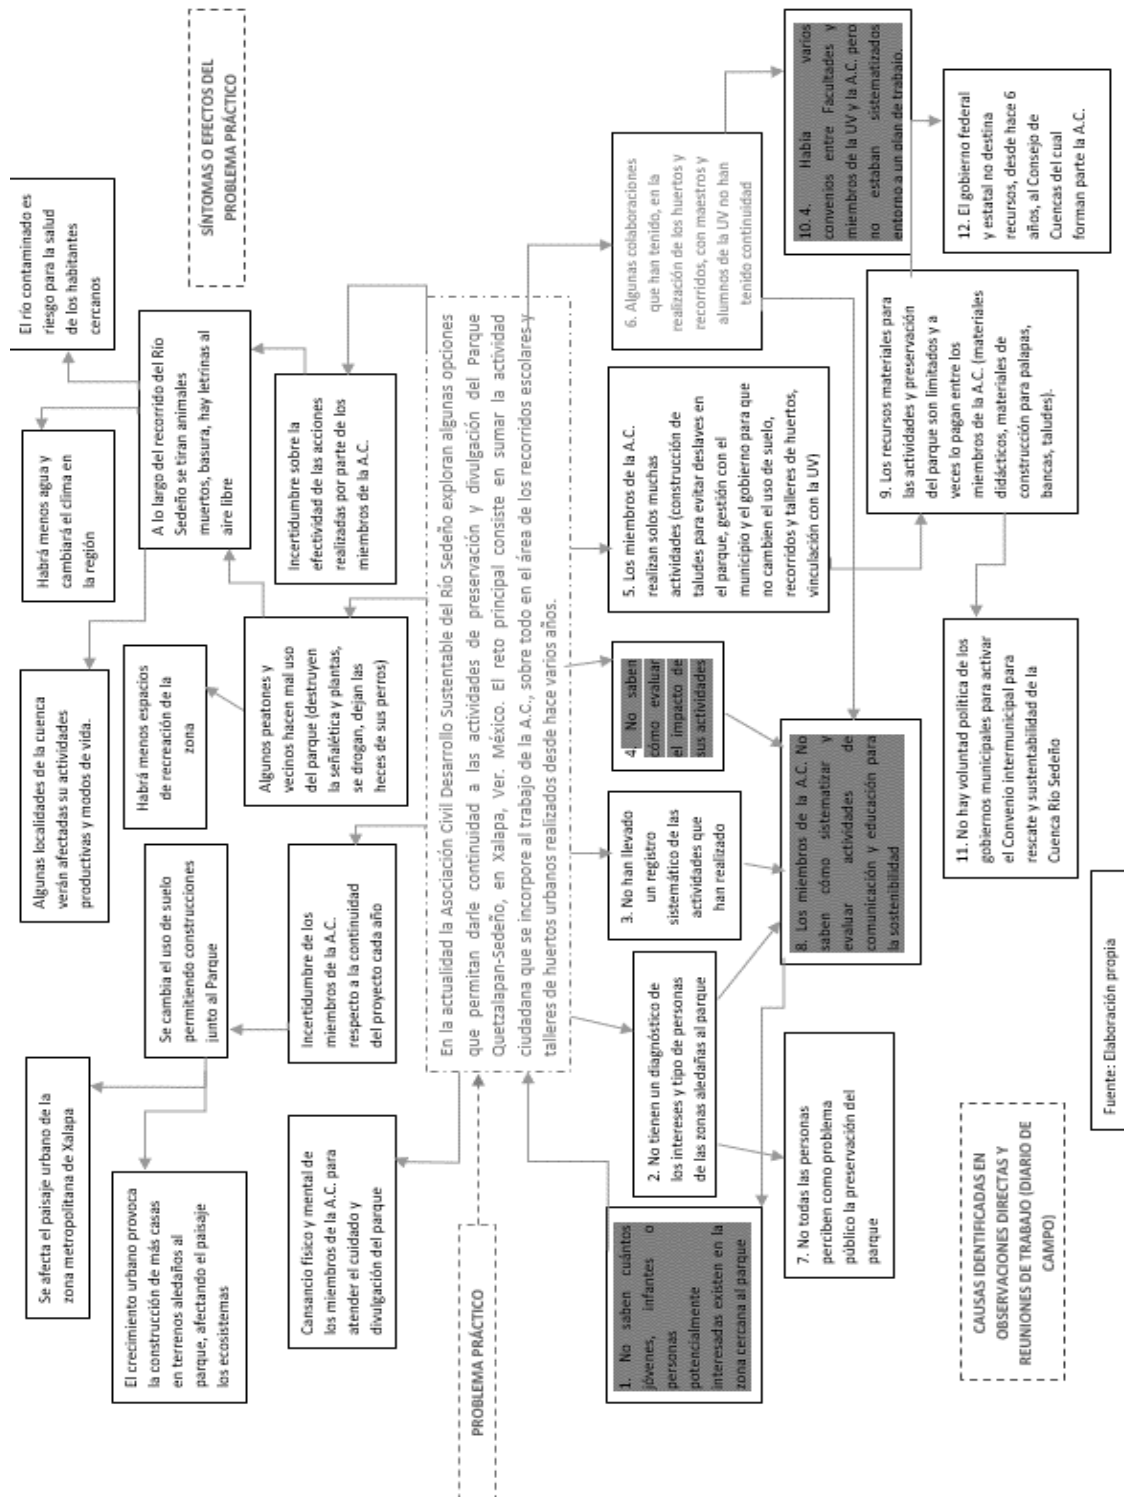 SÍNTOMAS O EFECTOS DEL
PROBLEMA PRÁCTICO
Se afecta el paisaje urbano de la
zona metropolitana de Xalapa
Algunas localidades de la cuenca
verán afectadas su actividades
productivas y modos de vida.
Habrá menos agua y
cambiará el clima en
la región
El río contaminado es
riesgo para la salud
de los habitantes
cercanos
El crecimiento urbano provoca
la construcción de más casas
en terrenos aledaños al
parque, afectando el paisaje
los ecosistemas
Se cambia el uso de suelo
permitiendo construcciones
junto al Parque
Habrá menos espacios
de recreación de la
zona
A lo largo del recorrido del Río
Sedeño se tiran animales
muertos, basura, hay letrinas al
aire libre
Cansancio físico y mental de
los miembros de la A.C. para
atender el cuidado y
divulgación del parque
Incertidumbre de los
miembros de la A.C.
respecto a la continuidad
del proyecto cada año
Algunos peatones y
vecinos hacen mal uso
del parque (destruyen
la señalética y plantas,
se drogan, dejan las
heces de sus perros)
Incertidumbre sobre la
efectividad de las acciones
realizadas por parte de los
miembros de la A.C.
PROBLEMA PRÁCTICO
En la actualidad la Asociación Civil Desarrollo Sustentable del Río Sedeño exploran algunas opciones
que permitan darle continuidad a las actividades de preservación y divulgación del Parque
Quetzalapan-Sedeño, en Xalapa, Ver. México. El reto principal consiste en sumar la actividad
ciudadana que se incorpore al trabajo de la A.C., sobre todo en el área de los recorridos escolares y
talleres de huertos urbanos realizados desde hace varios años.
1. No saben cuántos
jóvenes, infantes o
personas
potencialmente
interesadas existen en la
zona cercana al parque
2. No tienen un diagnóstico de
los intereses y tipo de personas
de las zonas aledañas al parque
3. No han llevado
un registro
sistemático de las
actividades que
han realizado
4. No saben
cómo evaluar
el impacto de
sus actividades
5. Los miembros de la A.C.
realizan solos muchas
actividades (construcción de
taludes para evitar deslaves en
el parque, gestión con el
municipio y el gobierno para que
no cambien el uso de suelo,
recorridos y talleres de huertos,
vinculación con la UV)
6. Algunas colaboraciones
que han tenido, en la
realización de los huertos y
recorridos, con maestros y
alumnos de la UV no han
tenido continuidad
7. No todas las personas
perciben como problema
público la preservación del
parque
8. Los miembros de la A.C. No
saben cómo sistematizar y
evaluar actividades de
comunicación y educación para
la sostenibilidad
9. Los recursos materiales para
las actividades y preservación
del parque son limitados y a
veces lo pagan entre los
miembros de la A.C. (materiales
didácticos, materiales de
construcción para palapas,
bancas, taludes).
10. 4. Había varios
convenios entre Facultades y
miembros de la UV y la A.C. pero
no estaban sistematizados
entorno a un plan de trabajo.
11. No hay voluntad política de los
gobiernos municipales para activar
el Convenio intermunicipal para
rescate y sustentabilidad de la
Cuenca Río Sedeño
12. El gobierno federal
y estatal no destina
recursos, desde hace 6
años, al Consejo de
Cuencas del cual
forman parte la A.C.
CAUSAS IDENTIFICADAS EN
OBSERVACIONES DIRECTAS Y
REUNIONES DE TRABAJO (DIARIO DE
CAMPO)
Fuente: Elaboración propia